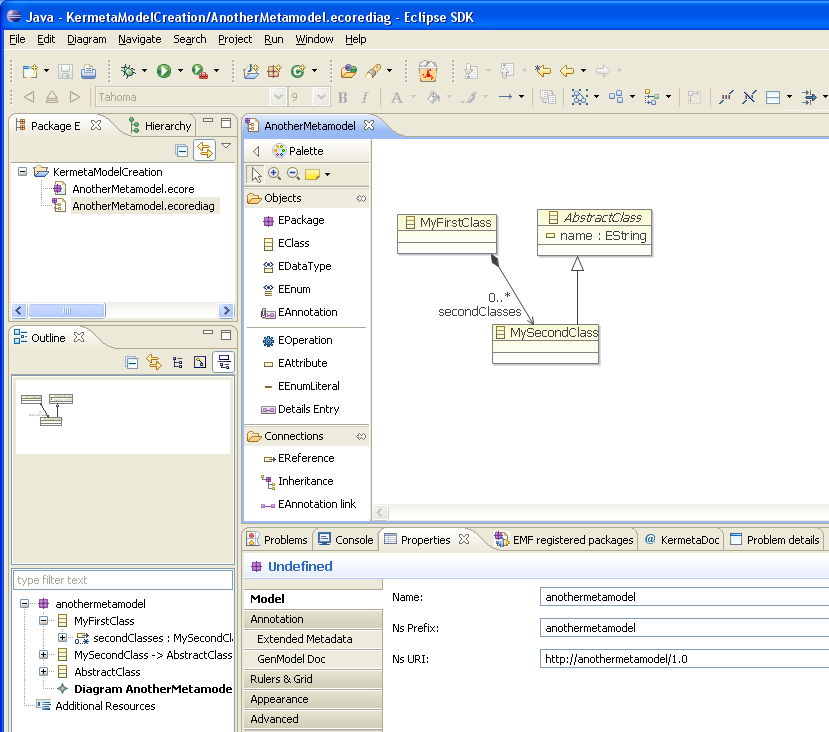 Java - KermetaModelCreation/AnotherMetamodel.ecorediag - Eclipse SDK
File Edit Diagram Navigate Search Project Run Window Help
Tahoma 9 B I A
Package E Hierarchy
KermetaModelCreation
AnotherMetamodel.ecore
AnotherMetamodel.ecorediag
Outline
type filter text
anothermetamodel
MyFirstClass
secondClasses : MySecondCl
MySecondClass -> AbstractClass
AbstractClass
Diagram AnotherMetamode
Additional Resources
AnotherMetamodel
Palette
Objects
EPackage
EClass
EDataType
EEnum
EAnnotation
EOperation
EAttribute
EEnumLiteral
Details Entry
Connections
EReference
Inheritance
EAnnotation link
MyFirstClass
AbstractClass
name : EString
0..*
secondClasses
MySecondClass
Problems Console Properties EMF registered packages @ KermetaDoc Problem details
Undefined
Model
Annotation
Extended Metadata
GenModel Doc
Rulers & Grid
Appearance
Advanced
Name: anothermetamodel
Ns Prefix: anothermetamodel
Ns URI: http://anothermetamodel/1.0